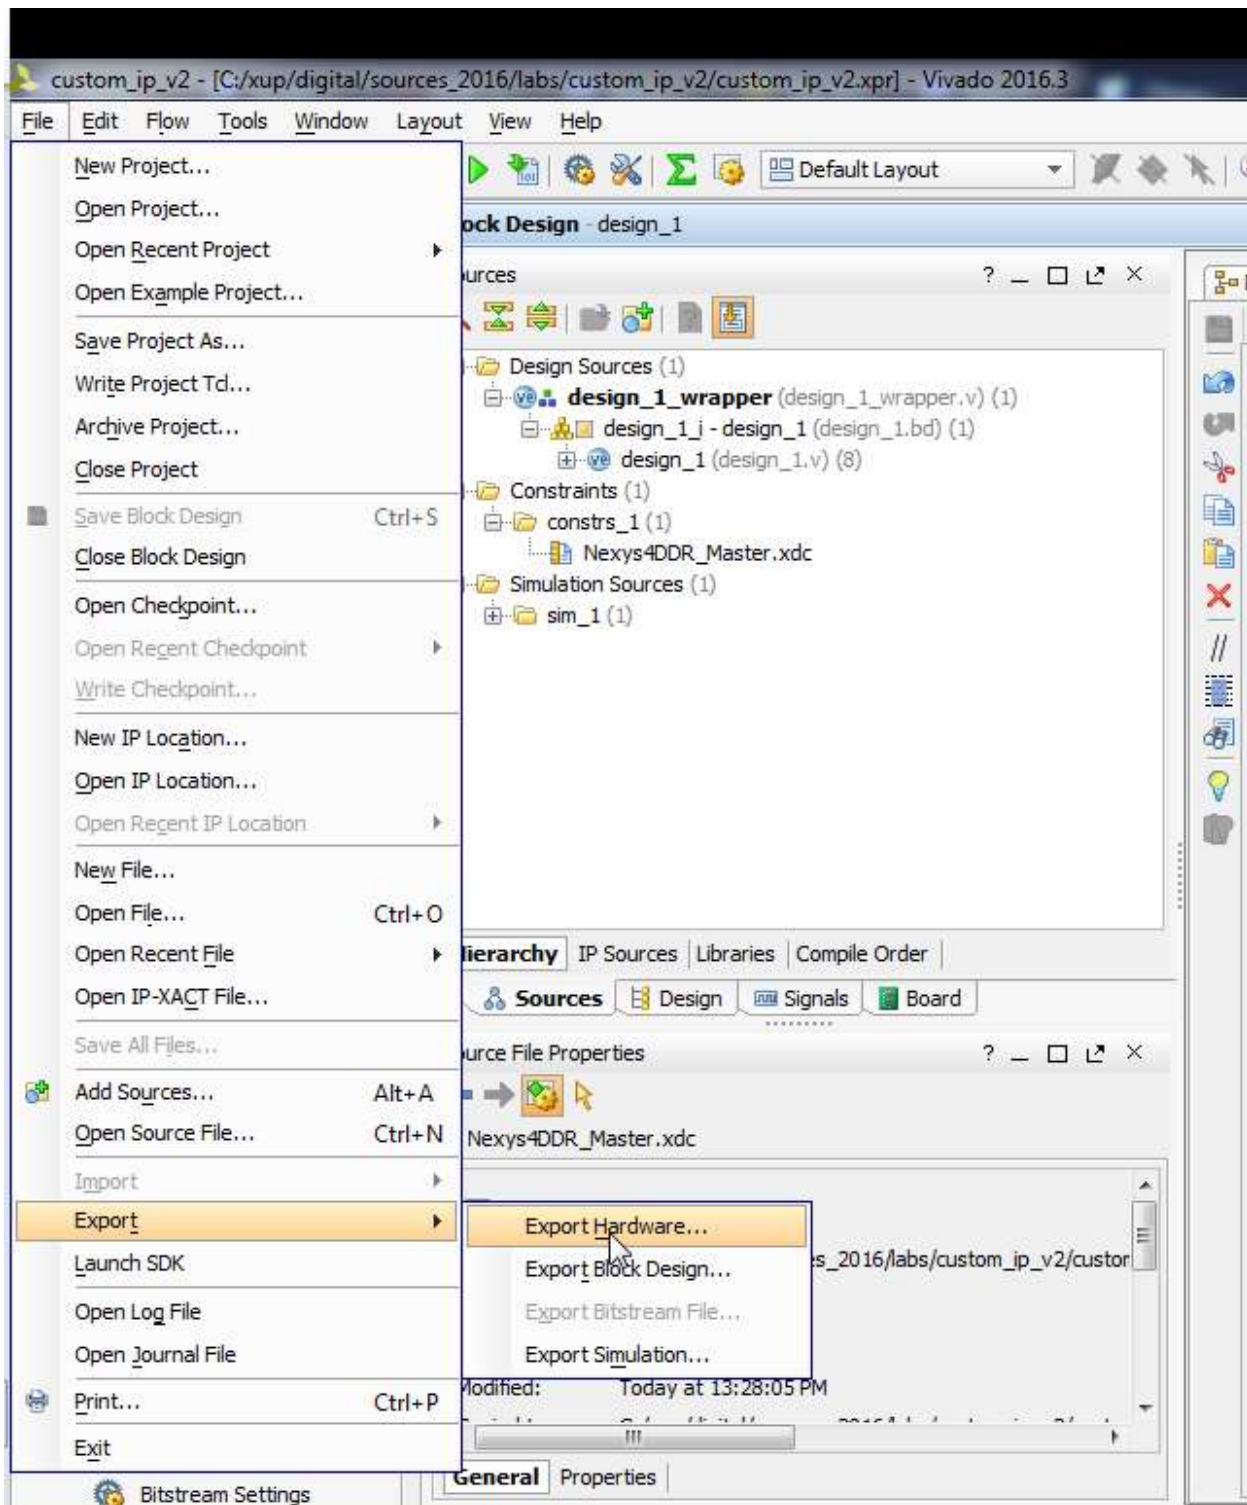 custom_ip_v2 - [C:/xup/digital/sources_2016/labs/custom_ip_v2/custom_ip_v2.xpr] - Vivado 2016.3
File Edit Flow Tools Window Layout View Help
New Project...
Open Project...
Open Recent Project
Open Example Project...
Save Project As...
Write Project Tcl...
Archive Project...
Close Project
Save Block Design Ctrl+S
Close Block Design
Open Checkpoint...
Open Recent Checkpoint
Write Checkpoint...
New IP Location...
Open IP Location...
Open Recent IP Location
New File...
Open File... Ctrl+O
Open Recent File
Open IP-XACT File...
Save All Files...
Add Sources... Alt+A
Open Source File... Ctrl+N
Import
Export
Launch SDK
Open Log File
Open Journal File
Print... Ctrl+P
Exit
Bitstream Settings
Export Hardware...
Export Block Design...
Export Bitstream File...
Export Simulation...
Default Layout
ock Design - design_1
urces
Design Sources (1)
design_1_wrapper (design_1_wrapper.v) (1)
design_1_i - design_1 (design_1.bd) (1)
design_1 (design_1.v) (8)
Constraints (1)
constrs_1 (1)
Nexys4DDR_Master.xdc
Simulation Sources (1)
sim_1 (1)
lierarchy IP Sources Libraries Compile Order
Sources Design Signals Board
urce File Properties
Nexys4DDR_Master.xdc
s_2016/labs/custom_ip_v2/custor
Modified: Today at 13:28:05 PM
General Properties